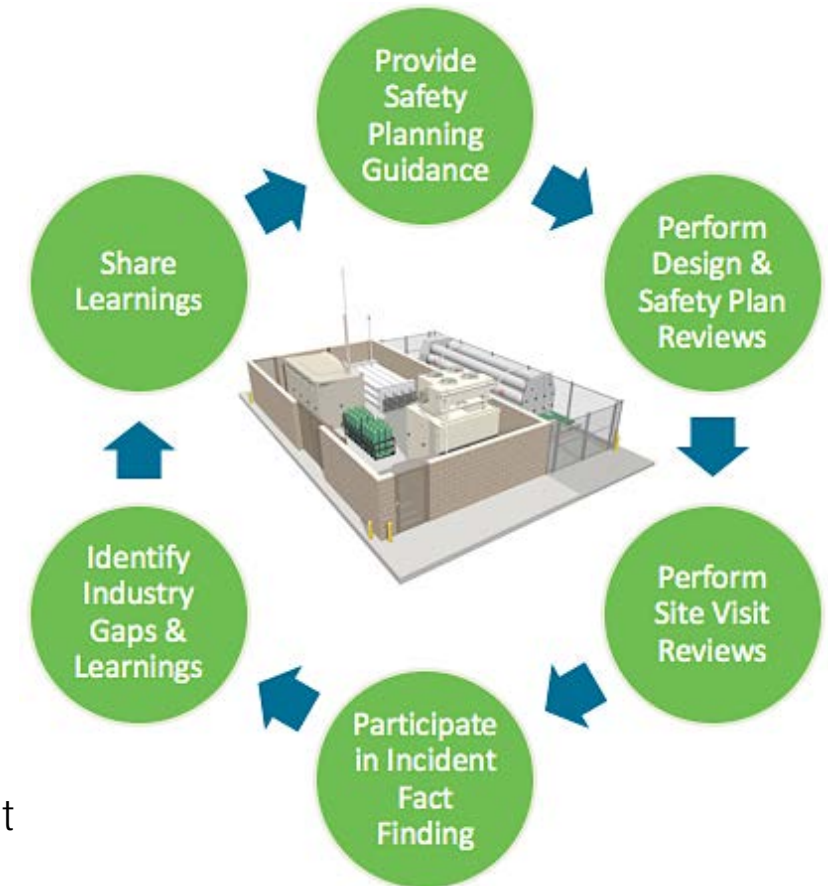 Provide
Safety
Planning
Guidance
Perform
Design &
Safety Plan
Reviews
Perform
Site Visit
Reviews
Participate
in Incident
Fact
Finding
Identify
Industry
Gaps &
Learnings
Share
Learnings
t